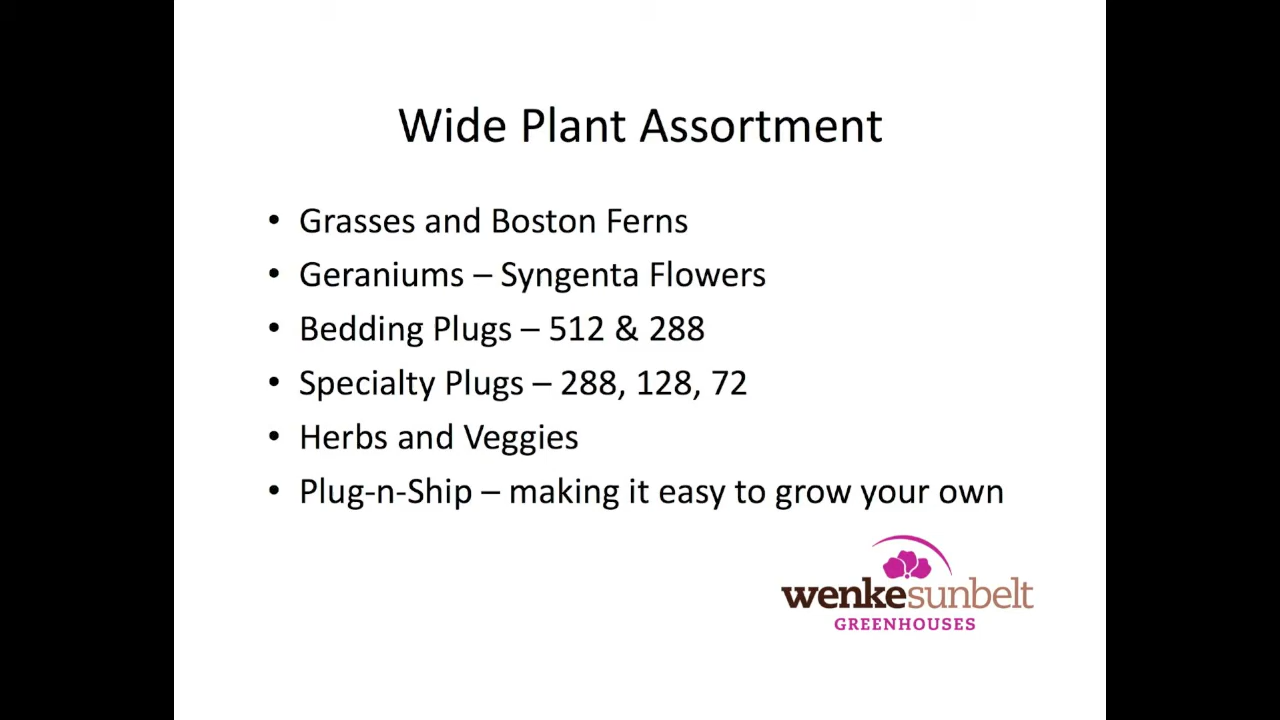 Wide Plant Assortment
• Grasses and Boston Ferns
• Geraniums – Syngenta Flowers
• Bedding Plugs – 512 & 288
• Specialty Plugs – 288, 128, 72
• Herbs and Veggies
• Plug-n-Ship – making it easy to grow your own
wenkesunbelt
GREENHOUSES